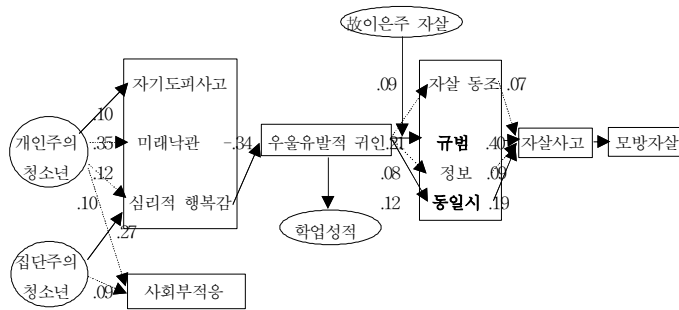 故이은주 자살
.09
자살 동조
.07
자기도피사고
.10
개인주의
청소년
.35
미래낙관
-.34
우울유발적 귀인
.21
규범
.40
자살사고
모방자살
.12
.08
정보
.09
.10
심리적 행복감
.12
동일시
.19
.27
학업성적
집단주의
청소년
.09
사회부적응